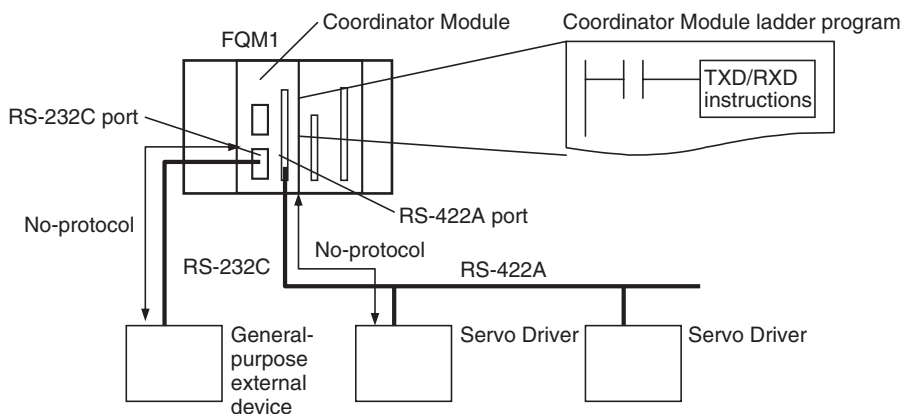 Coordinator Module
Coordinator Module ladder program
FQM1
TXD/RXD
instructions
RS-232C port
RS-422A port
No-protocol
No-protocol
RS-232C
RS-422A
General-
purpose
external
device
Servo Driver
Servo Driver